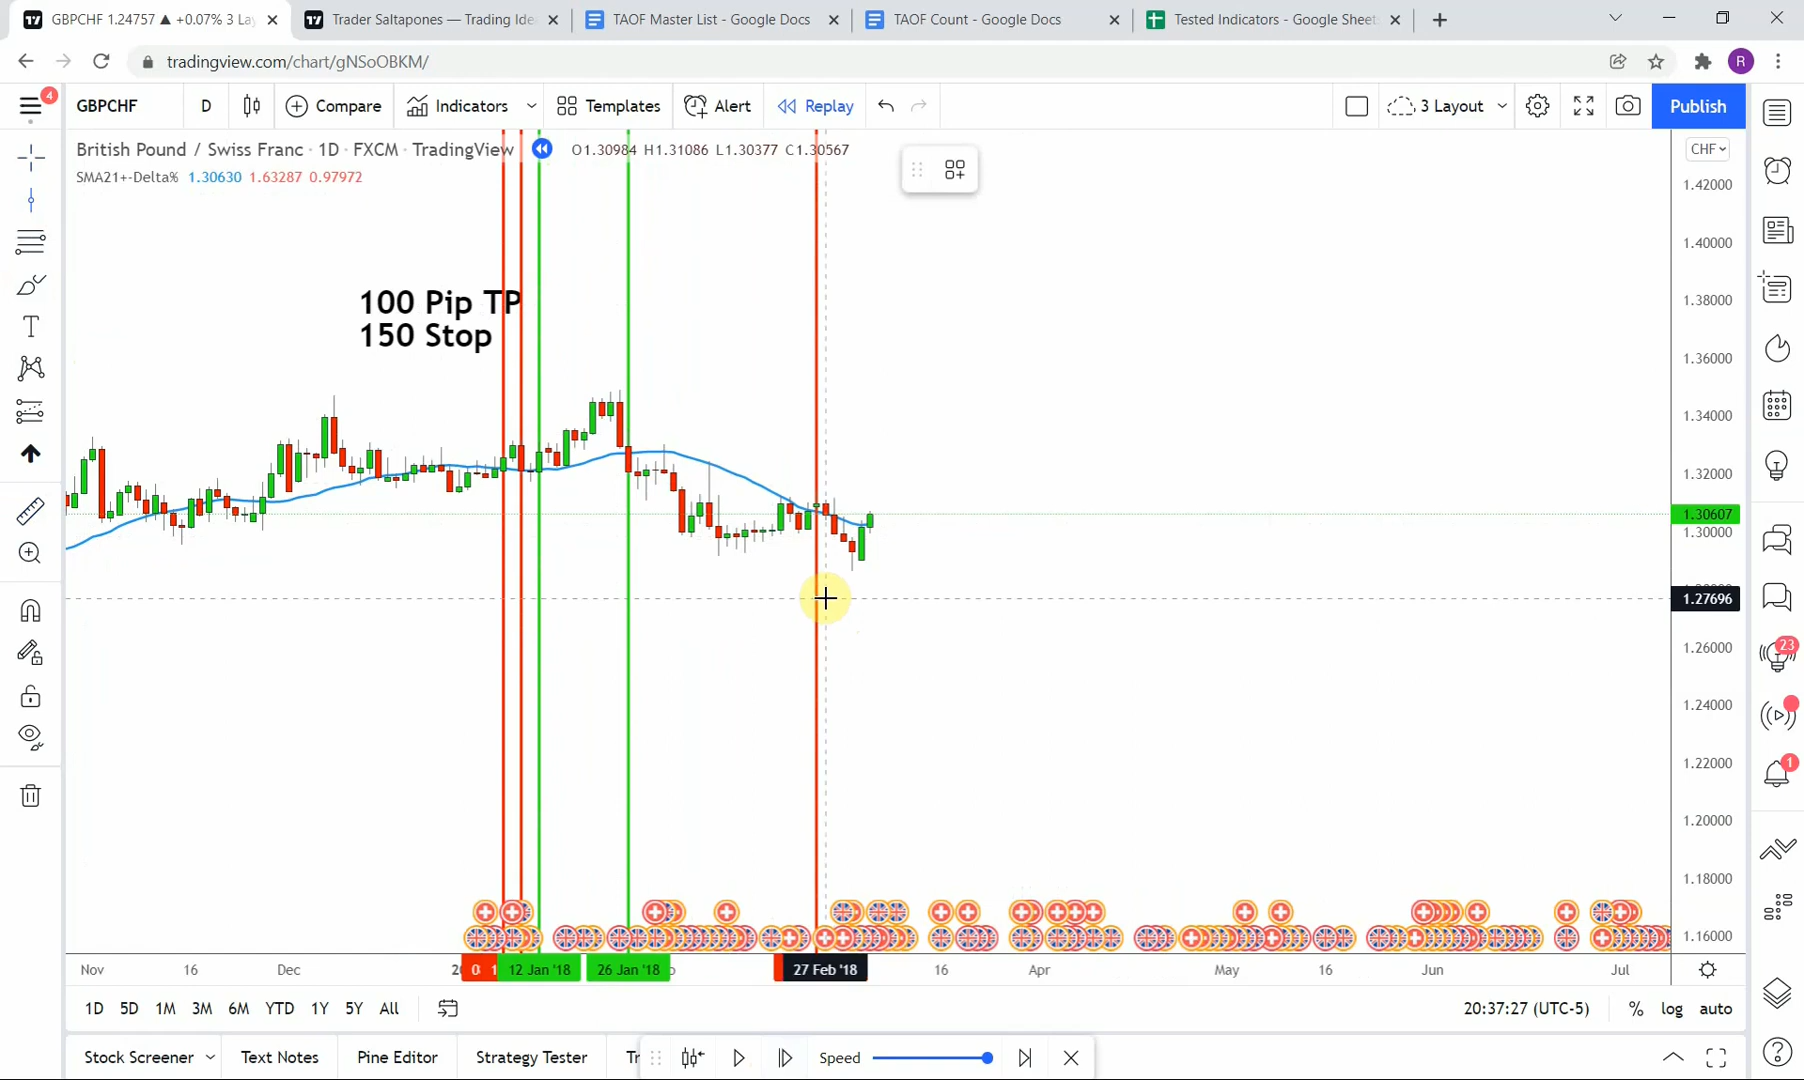 GBPCHF 1.24757 ▲ +0.07% 3 La
Trader Saltapones — Trading Ide
TAOF Master List - Google Docs
TAOF Count - Google Docs
Tested Indicators - Google Sheet
tradingview.com/chart/gNSoOBKM/
R
4
GBPCHF
D
Compare
Indicators
Templates
Alert
Replay
3 Layout
Publish
British Pound / Swiss Franc · 1D · FXCM · TradingView
O1.30984 H1.31086 L1.30377 C1.30567
CHF
SMA21+-Delta% 1.30630 1.63287 0.97972
100 Pip TP
150 Stop
1.42000
1.40000
1.38000
1.36000
1.34000
1.32000
1.30607
1.30000
1.27696
1.26000
1.24000
1.22000
1.20000
1.18000
1.16000
23
1
Nov
16
Dec
12 Jan '18
26 Jan '18
27 Feb '18
16
Apr
May
16
Jun
Jul
1D 5D 1M 3M 6M YTD 1Y 5Y All
20:37:27 (UTC-5)
% log auto
Stock Screener
Text Notes
Pine Editor
Strategy Tester
Speed